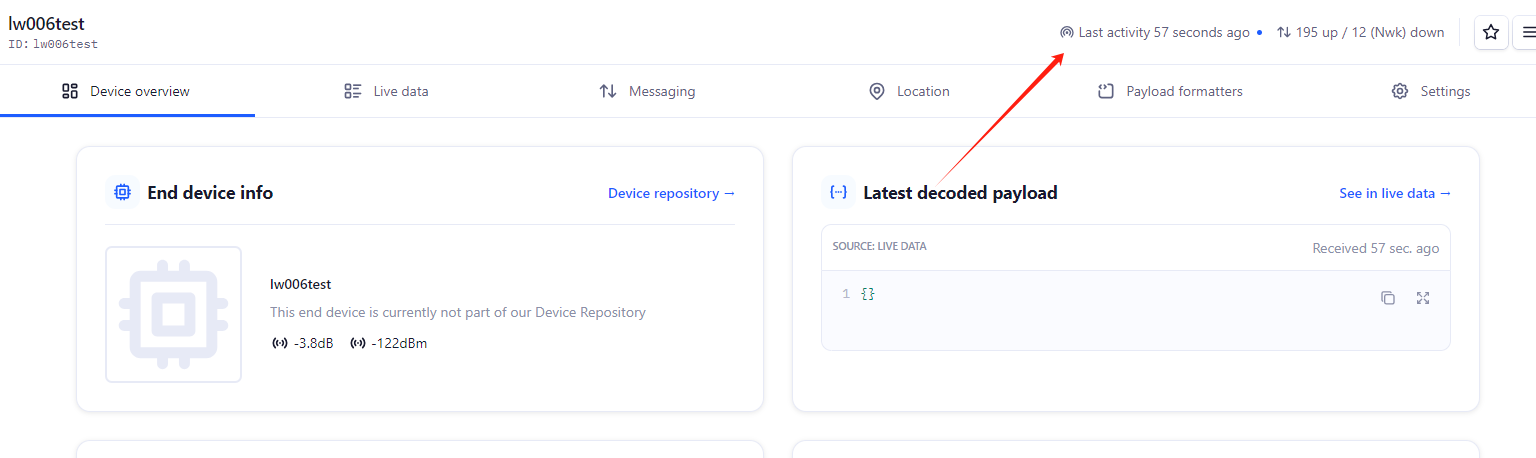 lw006test
ID: lw006test
Last activity 57 seconds ago • 195 up / 12 (Nwk) down
Device overview Live data Messaging Location Payload formatters Settings
End device info Device repository →
lw006test
This end device is currently not part of our Device Repository
-3.8dB -122dBm
Latest decoded payload See in live data →
SOURCE: LIVE DATA Received 57 sec. ago
1 {}